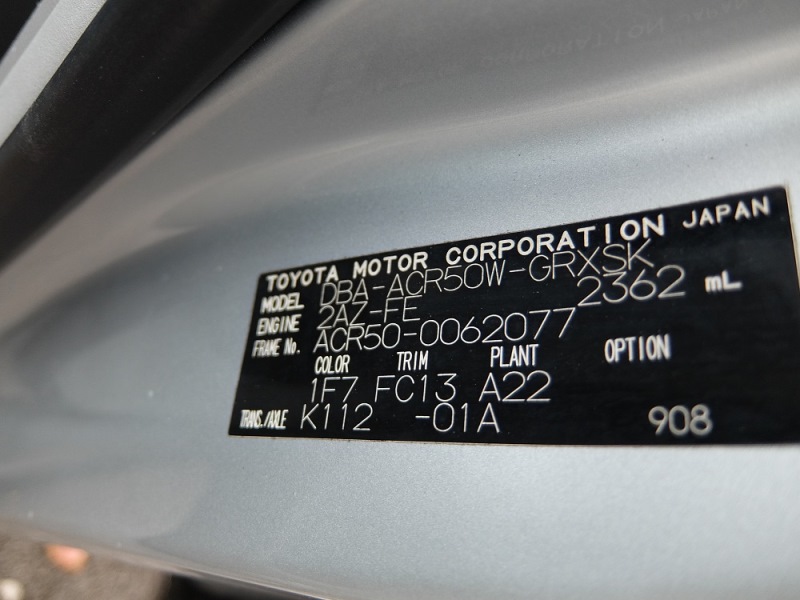 TOYOTA MOTOR CORPORATION JAPAN
MODEL DBA-ACR50W-GRXSK
ENGINE 2AZ-FE 2362 mL
FRAME No. ACR50-0062077
COLOR TRIM PLANT OPTION
1F7 FC13 A22
TRANS./AXLE K112 -01A 908